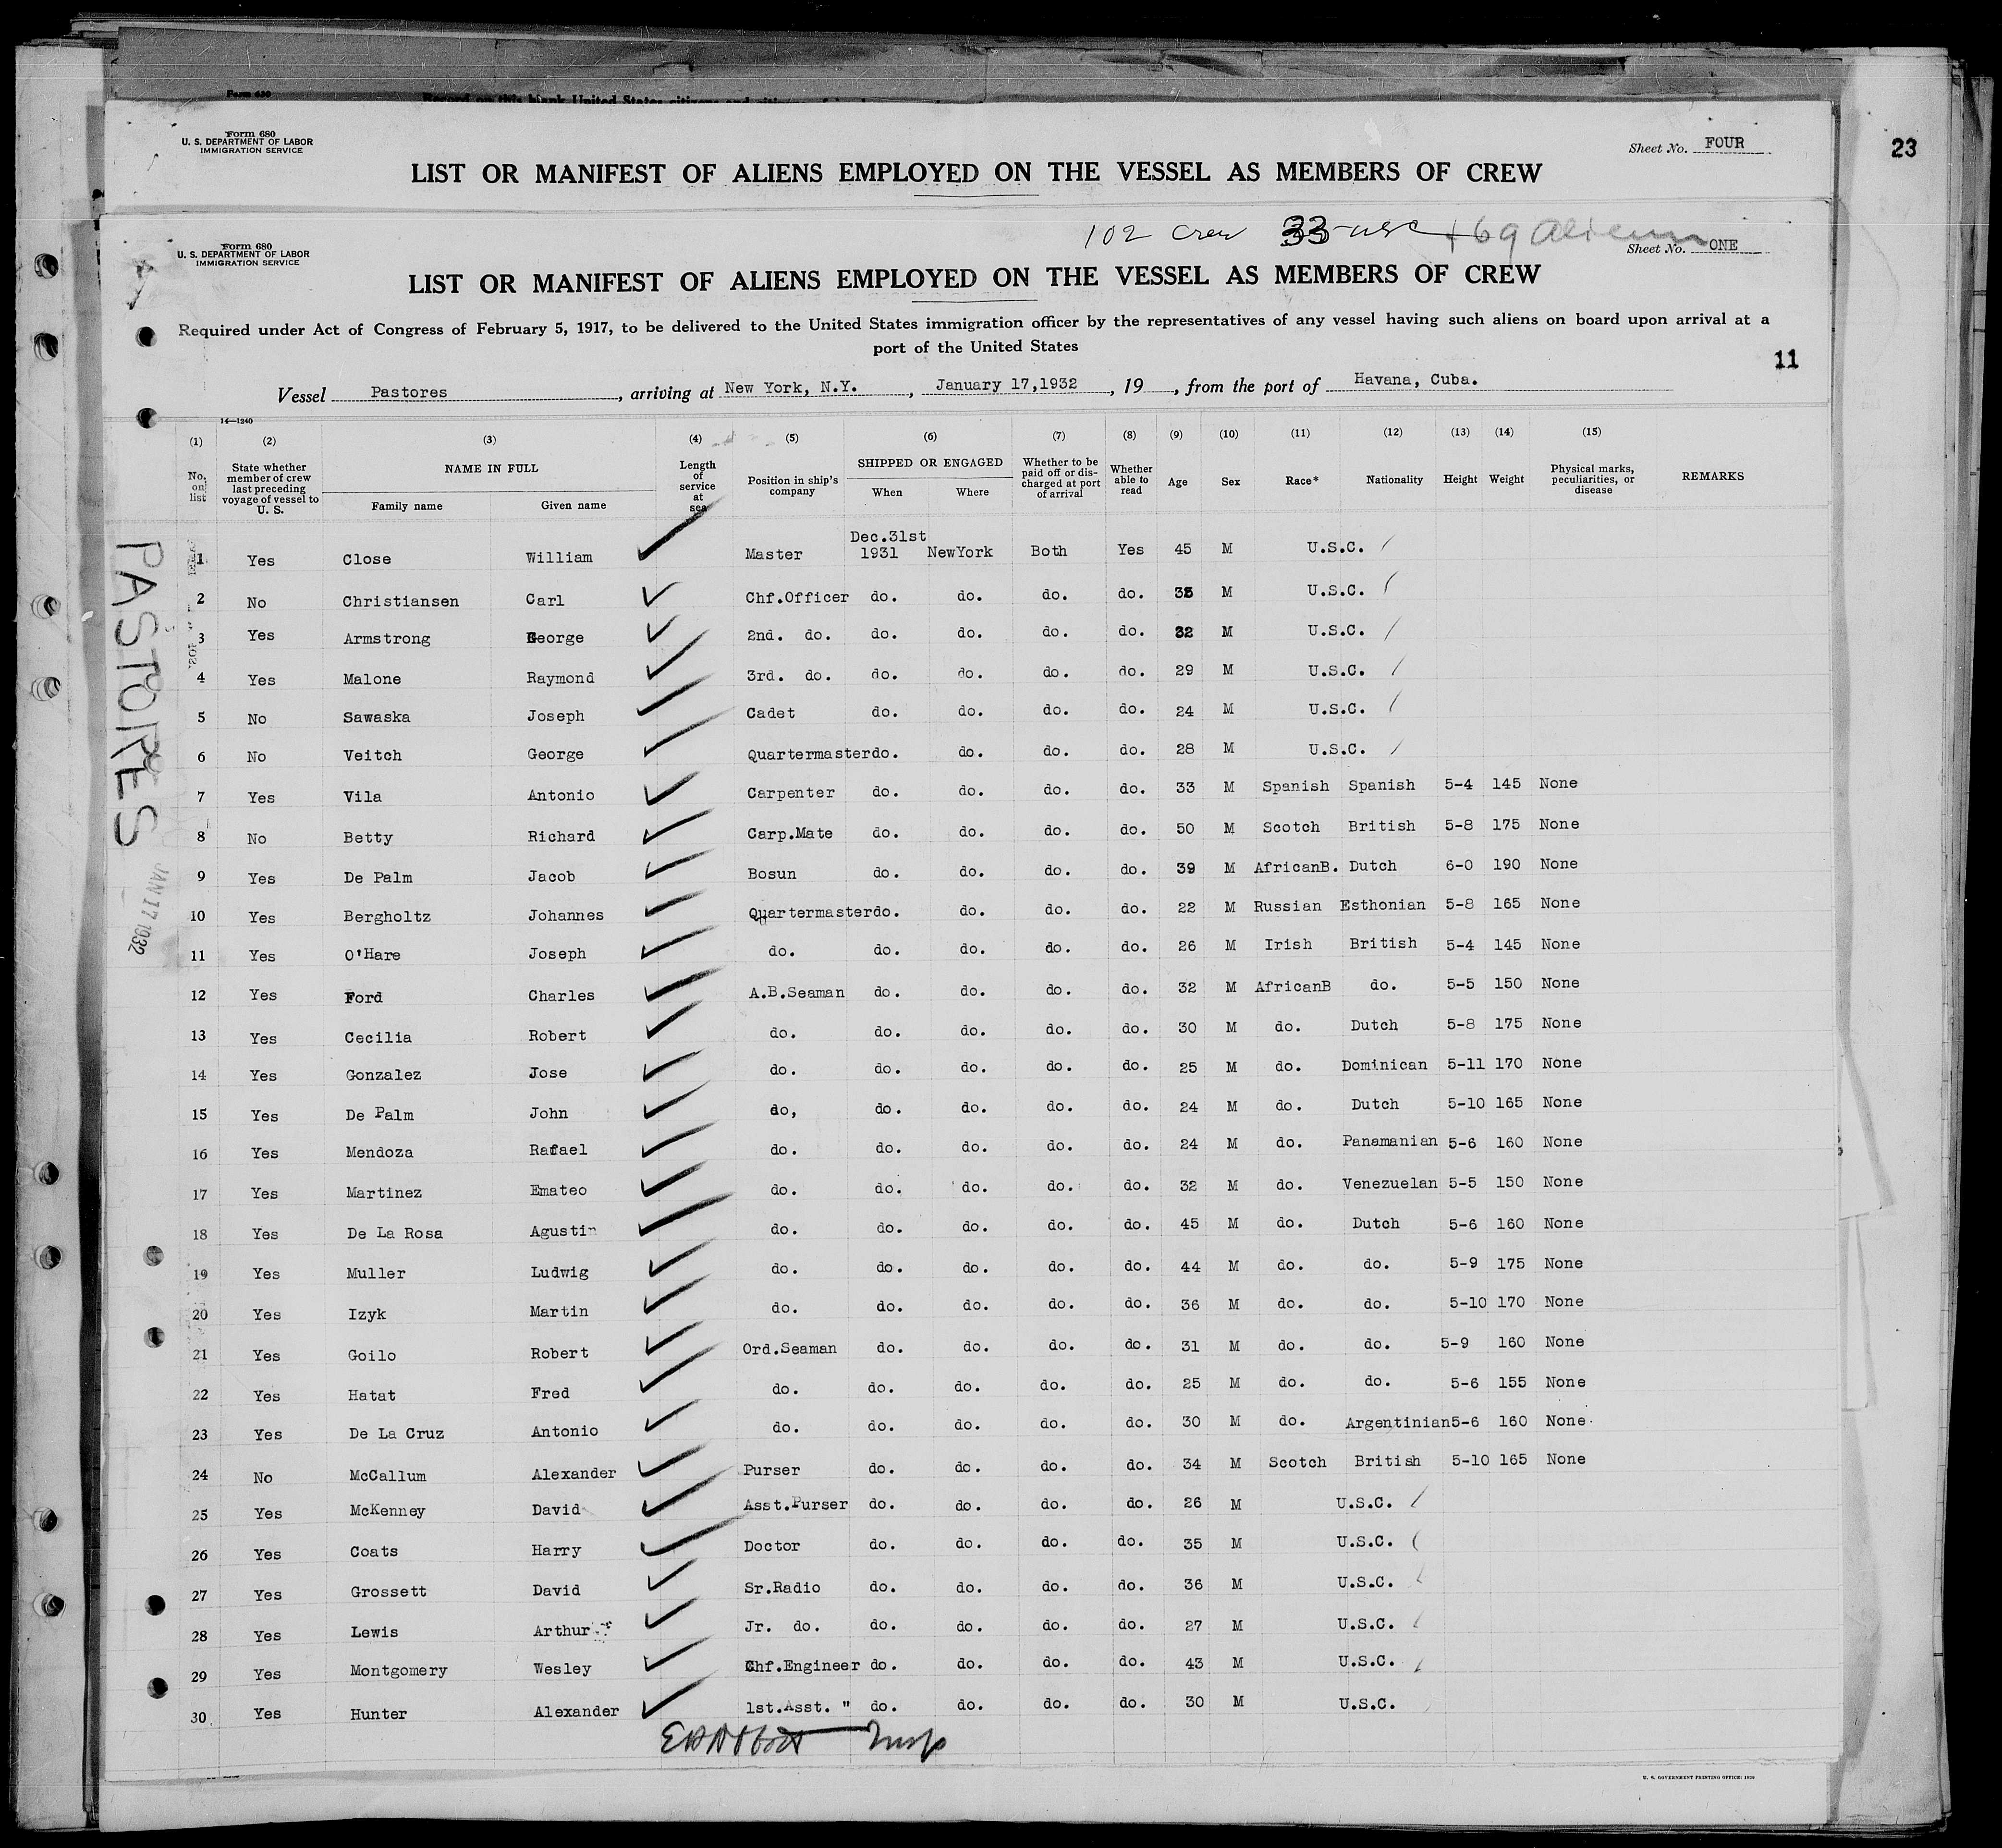 Form 680
Form 680
U. S. DEPARTMENT OF LABOR
IMMIGRATION SERVICE
Sheet No. FOUR
23
LIST OR MANIFEST OF ALIENS EMPLOYED ON THE VESSEL AS MEMBERS OF CREW
102 Crew 33 usc + 69 Aliens
Form 680
U. S. DEPARTMENT OF LABOR
IMMIGRATION SERVICE
Sheet No. ONE
LIST OR MANIFEST OF ALIENS EMPLOYED ON THE VESSEL AS MEMBERS OF CREW
Required under Act of Congress of February 5, 1917, to be delivered to the United States immigration officer by the representatives of any vessel having such aliens on board upon arrival at a
port of the United States
11
Vessel Pastores, arriving at New York, N.Y., January 17,1932, 19, from the port of Havana, Cuba.
14—1240
(1) (2) (3) (4) (5) (6) (7) (8) (9) (10) (11) (12) (13) (14) (15)
No. on list State whether member of crew last preceding voyage of vessel to U. S. NAME IN FULL Family name Given name Length of service at sea Position in ship's company SHIPPED OR ENGAGED When Where Whether to be paid off or discharged at port of arrival Whether able to read Age Sex Race* Nationality Height Weight Physical marks, peculiarities, or disease REMARKS
1 Yes Close William Master Dec.31st 1931 NewYork Both Yes 45 M U.S.C.
2 No Christiansen Carl Chf.Officer do. do. do. do. M U.S.C.
3 Yes Armstrong George 2nd. do. do. do. do. do. 32 M U.S.C.
4 Yes Malone Raymond 3rd. do. do. do. do. do. 29 M U.S.C.
5 No Sawaska Joseph Cadet do. do. do. do. 24 M U.S.C.
6 No Veitch George Quartermaster do. do. do. do. 28 M U.S.C.
7 Yes Vila Antonio Carpenter do. do. do. do. 33 M Spanish Spanish 5-4 145 None
8 No Betty Richard Carp.Mate do. do. do. do. 50 M Scotch British 5-8 175 None
9 Yes De Palm Jacob Bosun do. do. do. do. 39 M AfricanB. Dutch 6-0 190 None
10 Yes Bergholtz Johannes Quartermaster do. do. do. do. 22 M Russian Esthonian 5-8 165 None
11 Yes O'Hare Joseph do. do. do. do. do. 26 M Irish British 5-4 145 None
12 Yes Ford Charles A.B.Seaman do. do. do. do. 32 M AfricanB do. 5-5 150 None
13 Yes Cecilia Robert do. do. do. do. do. 30 M do. Dutch 5-8 175 None
14 Yes Gonzalez Jose do. do. do. do. do. 25 M do. Dominican 5-11 170 None
15 Yes De Palm John do, do. do. do. do. 24 M do. Dutch 5-10 165 None
16 Yes Mendoza Rafael do. do. do. do. do. 24 M do. Panamanian 5-6 160 None
17 Yes Martinez Emateo do. do. do. do. do. 32 M do. Venezuelan 5-5 150 None
18 Yes De La Rosa Agustin do. do. do. do. do. 45 M do. Dutch 5-6 160 None
19 Yes Muller Ludwig do. do. do. do. do. 44 M do. do. 5-9 175 None
20 Yes Izyk Martin do. do. do. do. do. 36 M do. do. 5-10 170 None
21 Yes Goilo Robert Ord.Seaman do. do. do. do. 31 M do. do. 5-9 160 None
22 Yes Hatat Fred do. do. do. do. do. 25 M do. do. 5-6 155 None
23 Yes De La Cruz Antonio do. do. do. do. do. 30 M do. Argentinian 5-6 160 None
24 No McCallum Alexander Purser do. do. do. do. 34 M Scotch British 5-10 165 None
25 Yes McKenney David Asst.Purser do. do. do. do. 26 M U.S.C.
26 Yes Coats Harry Doctor do. do. do. do. 35 M U.S.C.
27 Yes Grossett David Sr.Radio do. do. do. do. 36 M U.S.C.
28 Yes Lewis Arthur Jr. do. do. do. do. do. 27 M U.S.C.
29 Yes Montgomery Wesley Chf.Engineer do. do. do. do. 43 M U.S.C.
30 Yes Hunter Alexander 1st.Asst. " do. do. do. do. 30 M U.S.C.
PASTORES
JAN 17 1932
U. S. GOVERNMENT PRINTING OFFICE: 1929